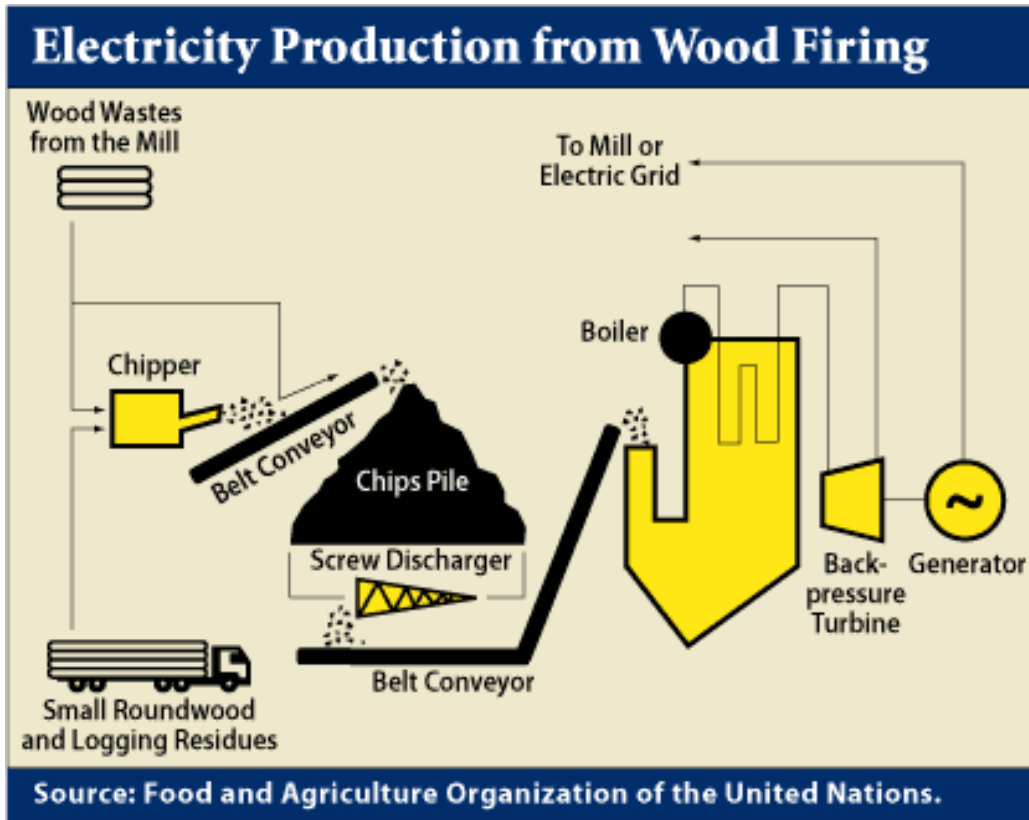 Electricity Production from Wood Firing
Wood Wastes
from the Mill
To Mill or
Electric Grid
Boiler
Chipper
Belt Conveyor
Chips Pile
Screw Discharger
Back-
pressure
Turbine
Generator
~
Belt Conveyor
Small Roundwood
and Logging Residues
Source: Food and Agriculture Organization of the United Nations.